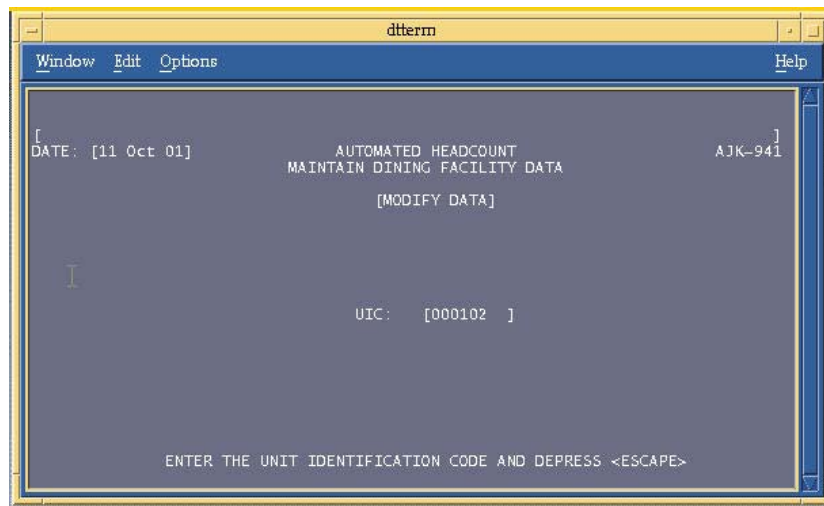 dtterm
Window Edit Options Help
[ ]
DATE: [11 Oct 01] AUTOMATED HEADCOUNT AJK-941
MAINTAIN DINING FACILITY DATA
[MODIFY DATA]
UIC: [000102 ]
ENTER THE UNIT IDENTIFICATION CODE AND DEPRESS <ESCAPE>